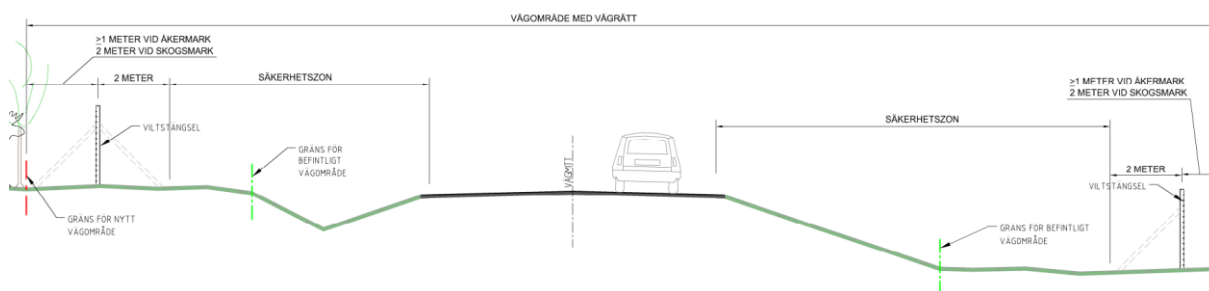 VÄGOMRÅDE MED VÄGRÄTT
≥1 METER VID ÅKERMARK
2 METER VID SKOGSMARK
2 METER
SÄKERHETSZON
VILTSTÄNGSEL
GRÄNS FÖR
BEFINTLIGT
VÄGOMRÅDE
GRÄNS FÖR NYTT
VÄGOMRÅDE
VÄGMITT
≥1 METER VID ÅKERMARK
2 METER VID SKOGSMARK
SÄKERHETSZON
2 METER
VILTSTÄNGSEL
GRÄNS FÖR BEFINTLIGT
VÄGOMRÅDE